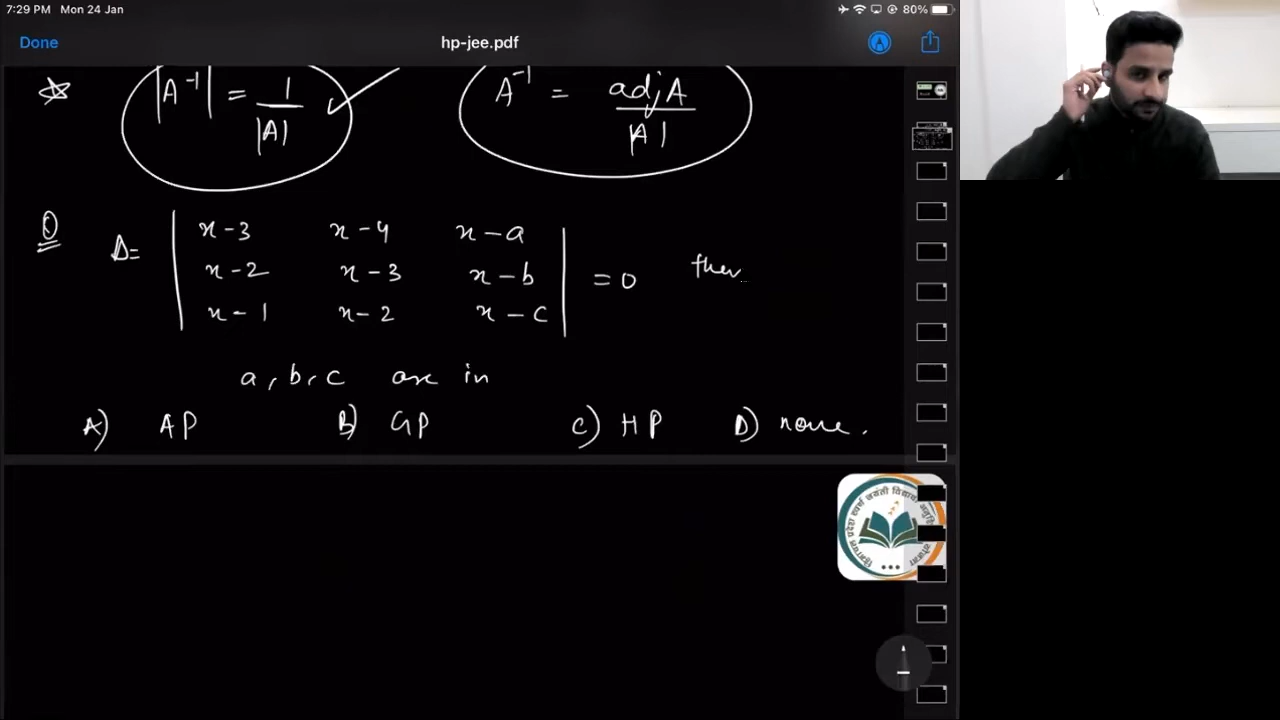 7:29 PM Mon 24 Jan 80%
Done hp-jee.pdf
|A⁻¹| = 1/|A| A⁻¹ = adjA/|A|
Q Δ= | x-3 x-4 x-a |
| x-2 x-3 x-b | = 0 then
| x-1 x-2 x-c |
a, b, c are in
A) AP B) GP C) HP D) none.